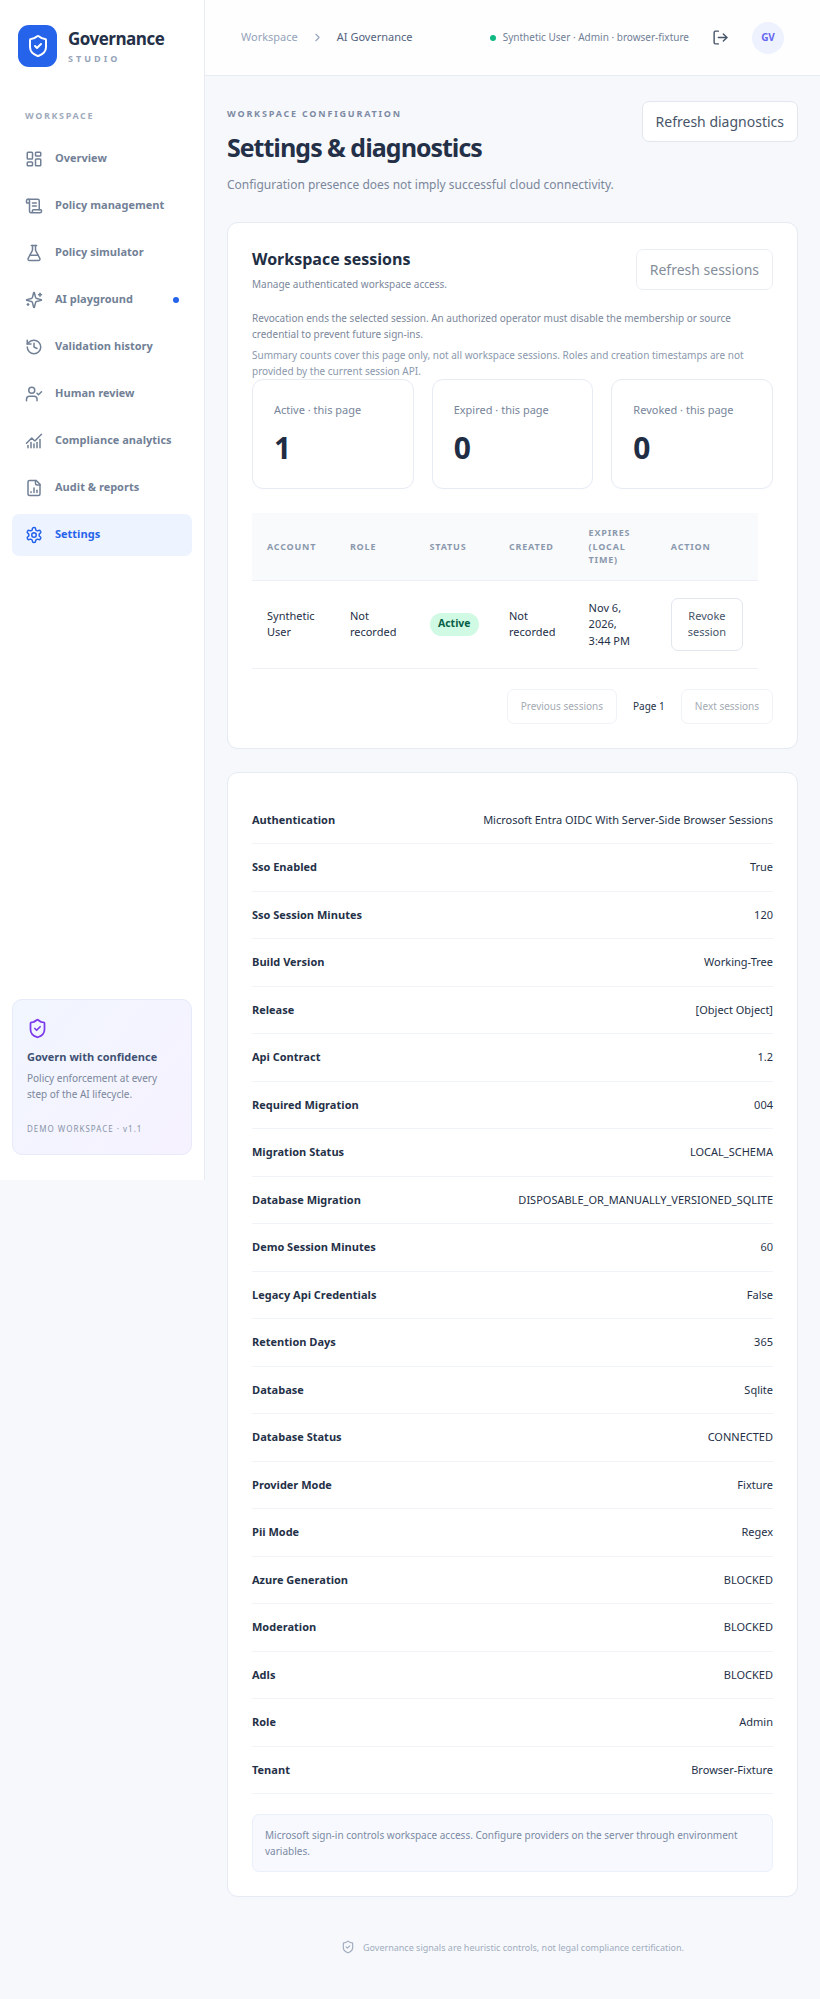 Governance
STUDIO
WORKSPACE
Overview
Policy management
Policy simulator
AI playground
Validation history
Human review
Compliance analytics
Audit & reports
Settings
Govern with confidence
Policy enforcement at every
step of the AI lifecycle.
DEMO WORKSPACE · v1.1
Workspace > AI Governance
Synthetic User · Admin · browser-fixture
GV
WORKSPACE CONFIGURATION
Settings & diagnostics
Configuration presence does not imply successful cloud connectivity.
Refresh diagnostics
Workspace sessions
Manage authenticated workspace access.
Refresh sessions
Revocation ends the selected session. An authorized operator must disable the membership or source
credential to prevent future sign-ins.
Summary counts cover this page only, not all workspace sessions. Roles and creation timestamps are not
provided by the current session API.
Active · this page
1
Expired · this page
0
Revoked · this page
0
ACCOUNT ROLE STATUS CREATED EXPIRES (LOCAL TIME) ACTION
Synthetic User Not recorded Active Not recorded Nov 6, 2026, 3:44 PM Revoke session
Previous sessions Page 1 Next sessions
Authentication Microsoft Entra OIDC With Server-Side Browser Sessions
Sso Enabled True
Sso Session Minutes 120
Build Version Working-Tree
Release [Object Object]
Api Contract 1.2
Required Migration 004
Migration Status LOCAL_SCHEMA
Database Migration DISPOSABLE_OR_MANUALLY_VERSIONED_SQLITE
Demo Session Minutes 60
Legacy Api Credentials False
Retention Days 365
Database Sqlite
Database Status CONNECTED
Provider Mode Fixture
Pii Mode Regex
Azure Generation BLOCKED
Moderation BLOCKED
Adls BLOCKED
Role Admin
Tenant Browser-Fixture
Microsoft sign-in controls workspace access. Configure providers on the server through environment
variables.
Governance signals are heuristic controls, not legal compliance certification.